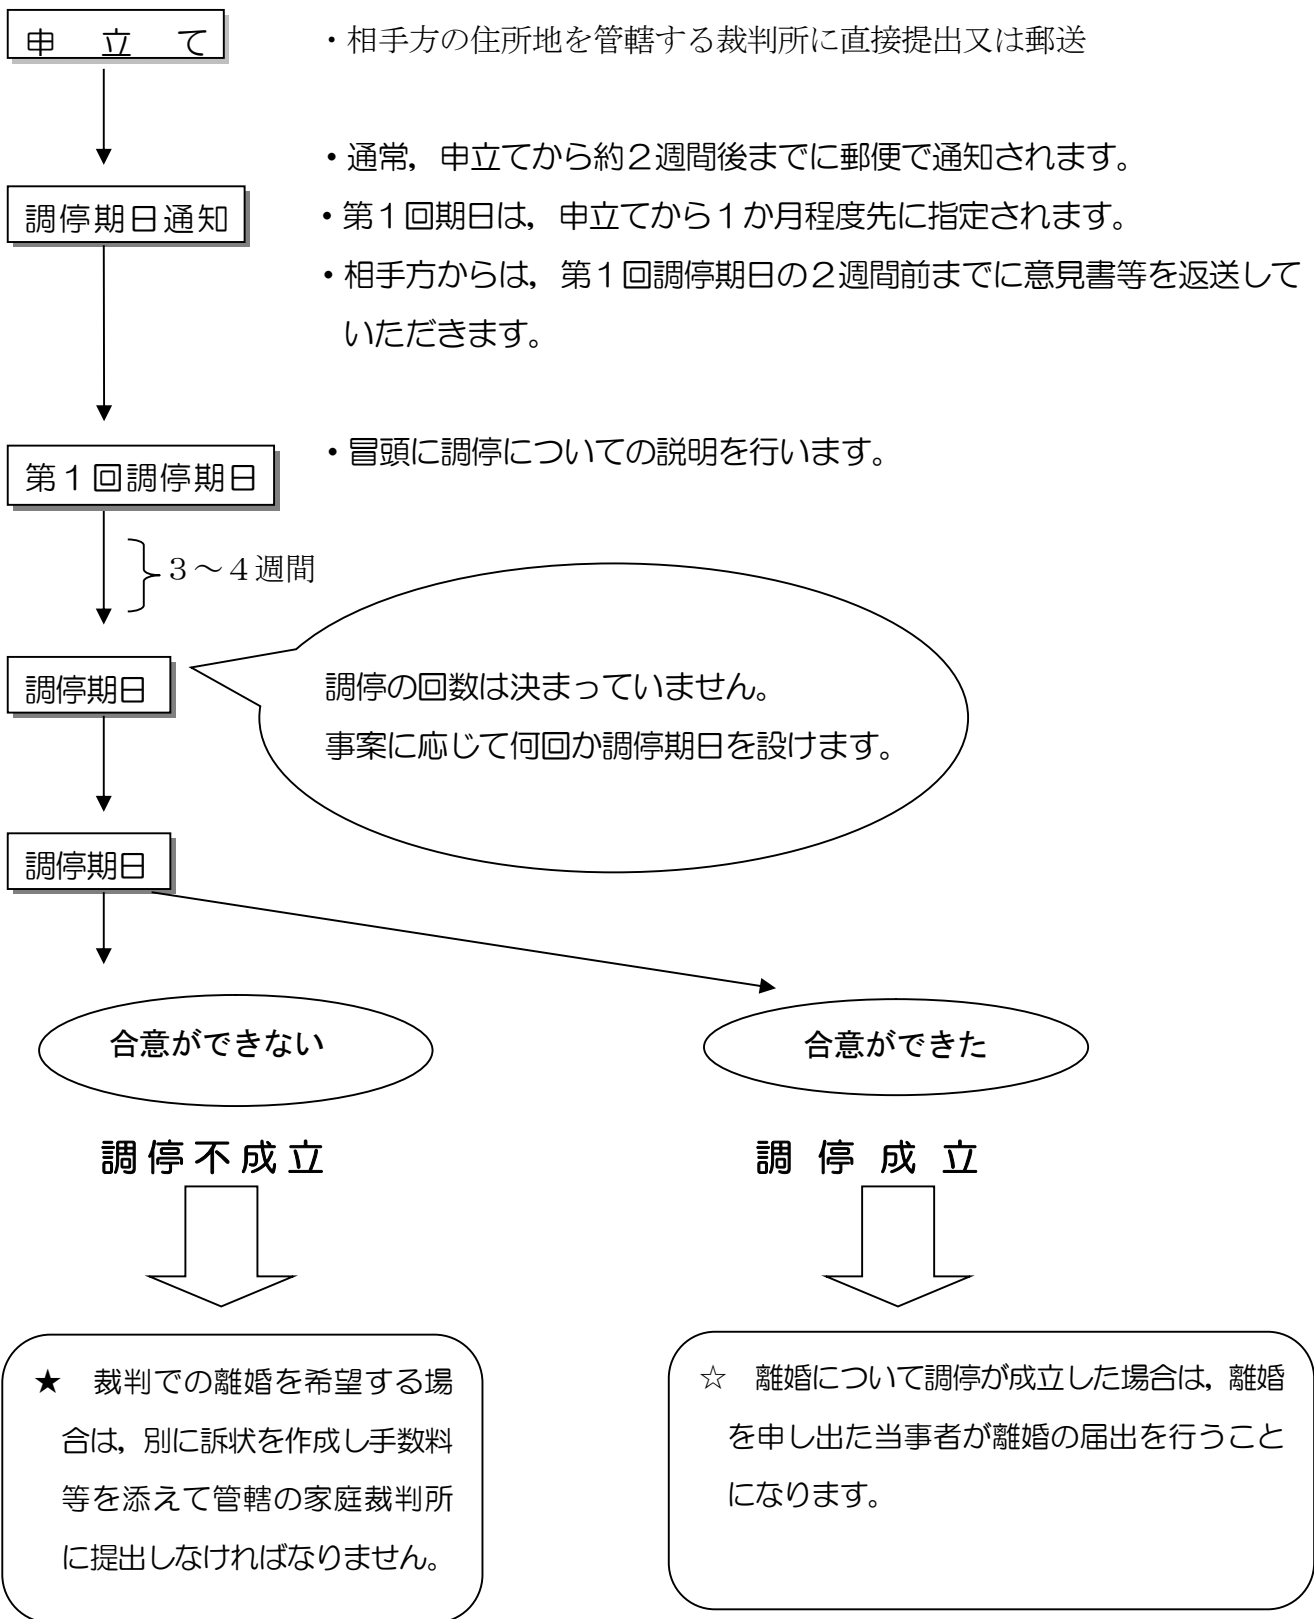 申　立　て
・相手方の住所地を管轄する裁判所に直接提出又は郵送
・通常，申立てから約２週間後までに郵便で通知されます。
調停期日通知
・第１回期日は，申立てから１か月程度先に指定されます。
・相手方からは，第１回調停期日の２週間前までに意見書等を返送して
いただきます。
・冒頭に調停についての説明を行います。
第１回調停期日
３～４週間
調停期日
調停の回数は決まっていません。
事案に応じて何回か調停期日を設けます。
調停期日
合意ができない
合意ができた
調停不成立
調 停 成 立
★　裁判での離婚を希望する場
合は，別に訴状を作成し手数料
等を添えて管轄の家庭裁判所
に提出しなければなりません。
☆　離婚について調停が成立した場合は，離婚
を申し出た当事者が離婚の届出を行うこと
になります。